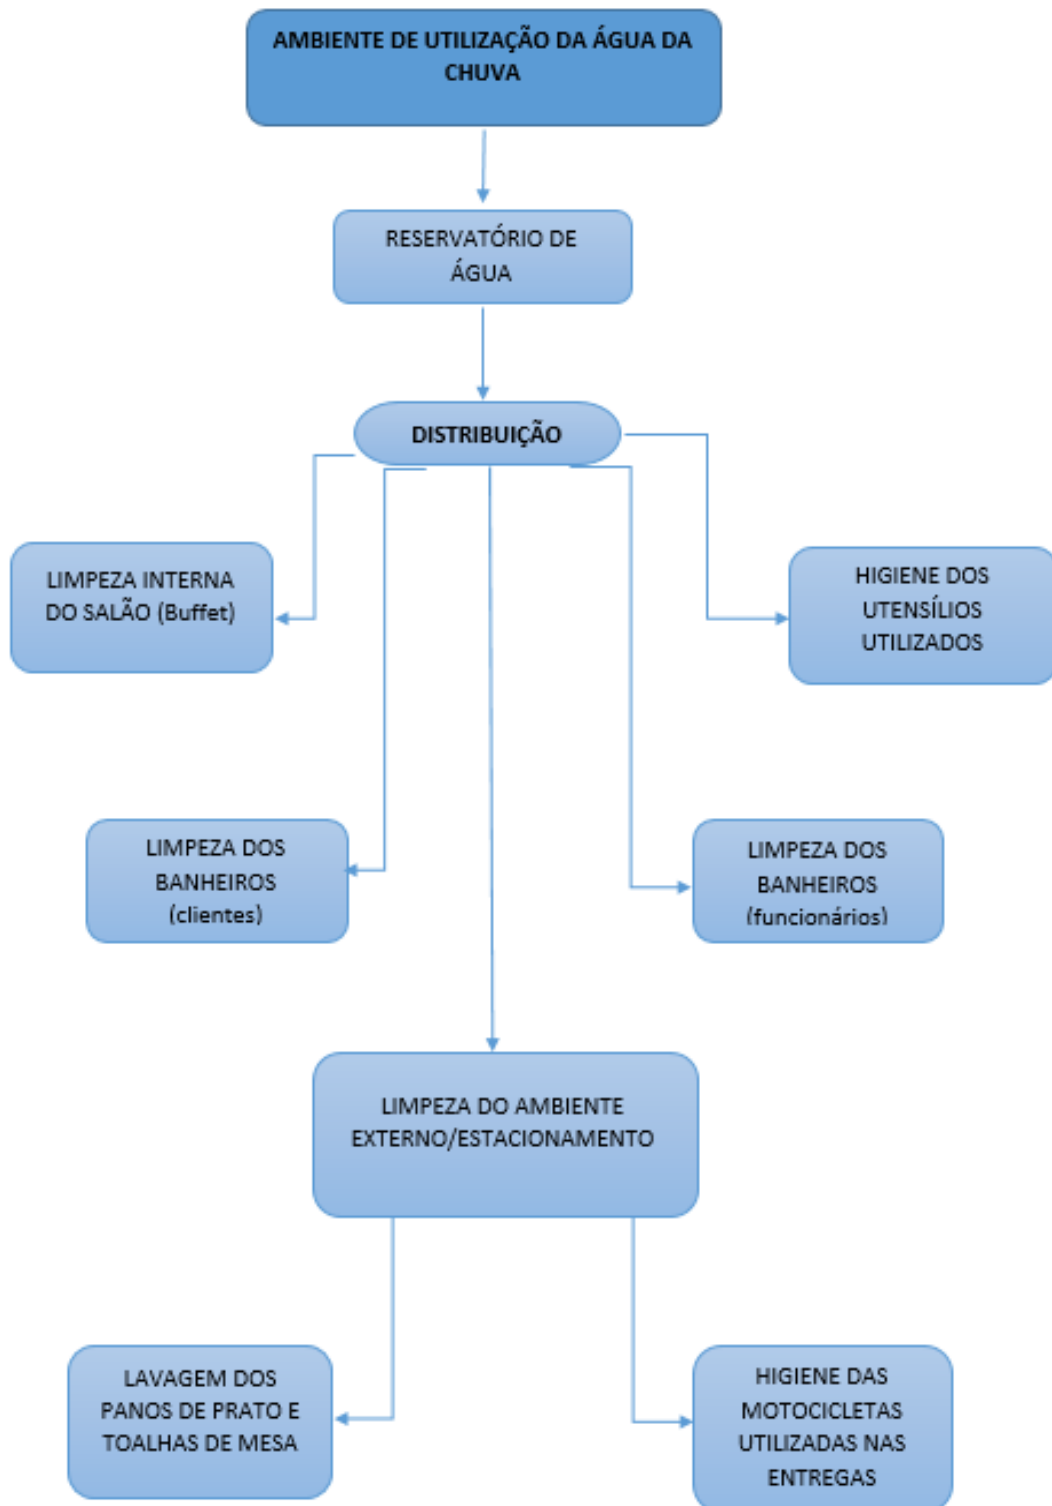 AMBIENTE DE UTILIZAÇÃO DA ÁGUA DA
CHUVA
RESERVATÓRIO DE
ÁGUA
DISTRIBUIÇÃO
LIMPEZA INTERNA
DO SALÃO (Buffet)
HIGIENE DOS
UTENSÍLIOS
UTILIZADOS
LIMPEZA DOS
BANHEIROS
(clientes)
LIMPEZA DOS
BANHEIROS
(funcionários)
LIMPEZA DO AMBIENTE
EXTERNO/ESTACIONAMENTO
LAVAGEM DOS
PANOS DE PRATO E
TOALHAS DE MESA
HIGIENE DAS
MOTOCICLETAS
UTILIZADAS NAS
ENTREGAS